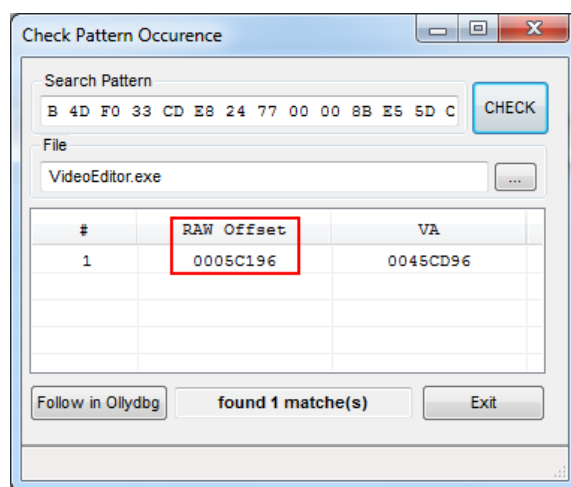 Check Pattern Occurence
Search Pattern
B 4D F0 33 CD E8 24 77 00 00 8B E5 5D C
CHECK
File
VideoEditor.exe
...
# RAW Offset VA
1 0005C196 0045CD96
Follow in Ollydbg found 1 matche(s) Exit